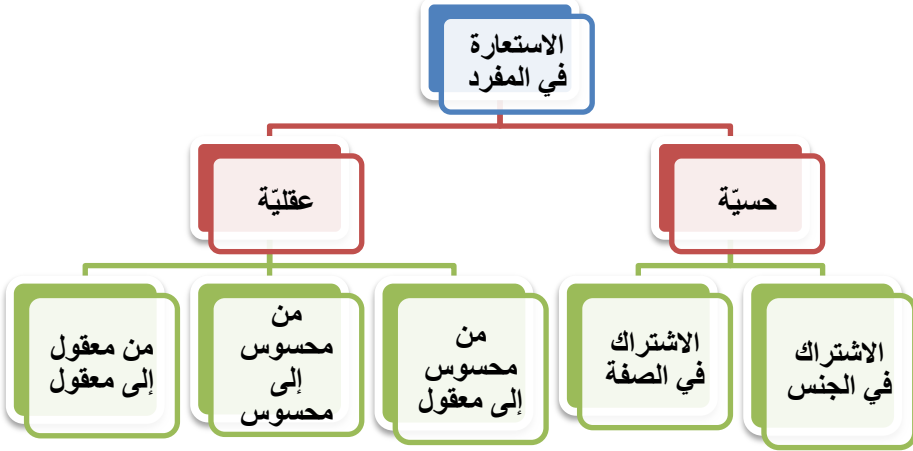 الاستعارة
في المفرد
حسيّة
عقليّة
الاشتراك
في الجنس
الاشتراك
في الصفة
من
محسوس
إلى معقول
من
محسوس
إلى
محسوس
من معقول
إلى معقول